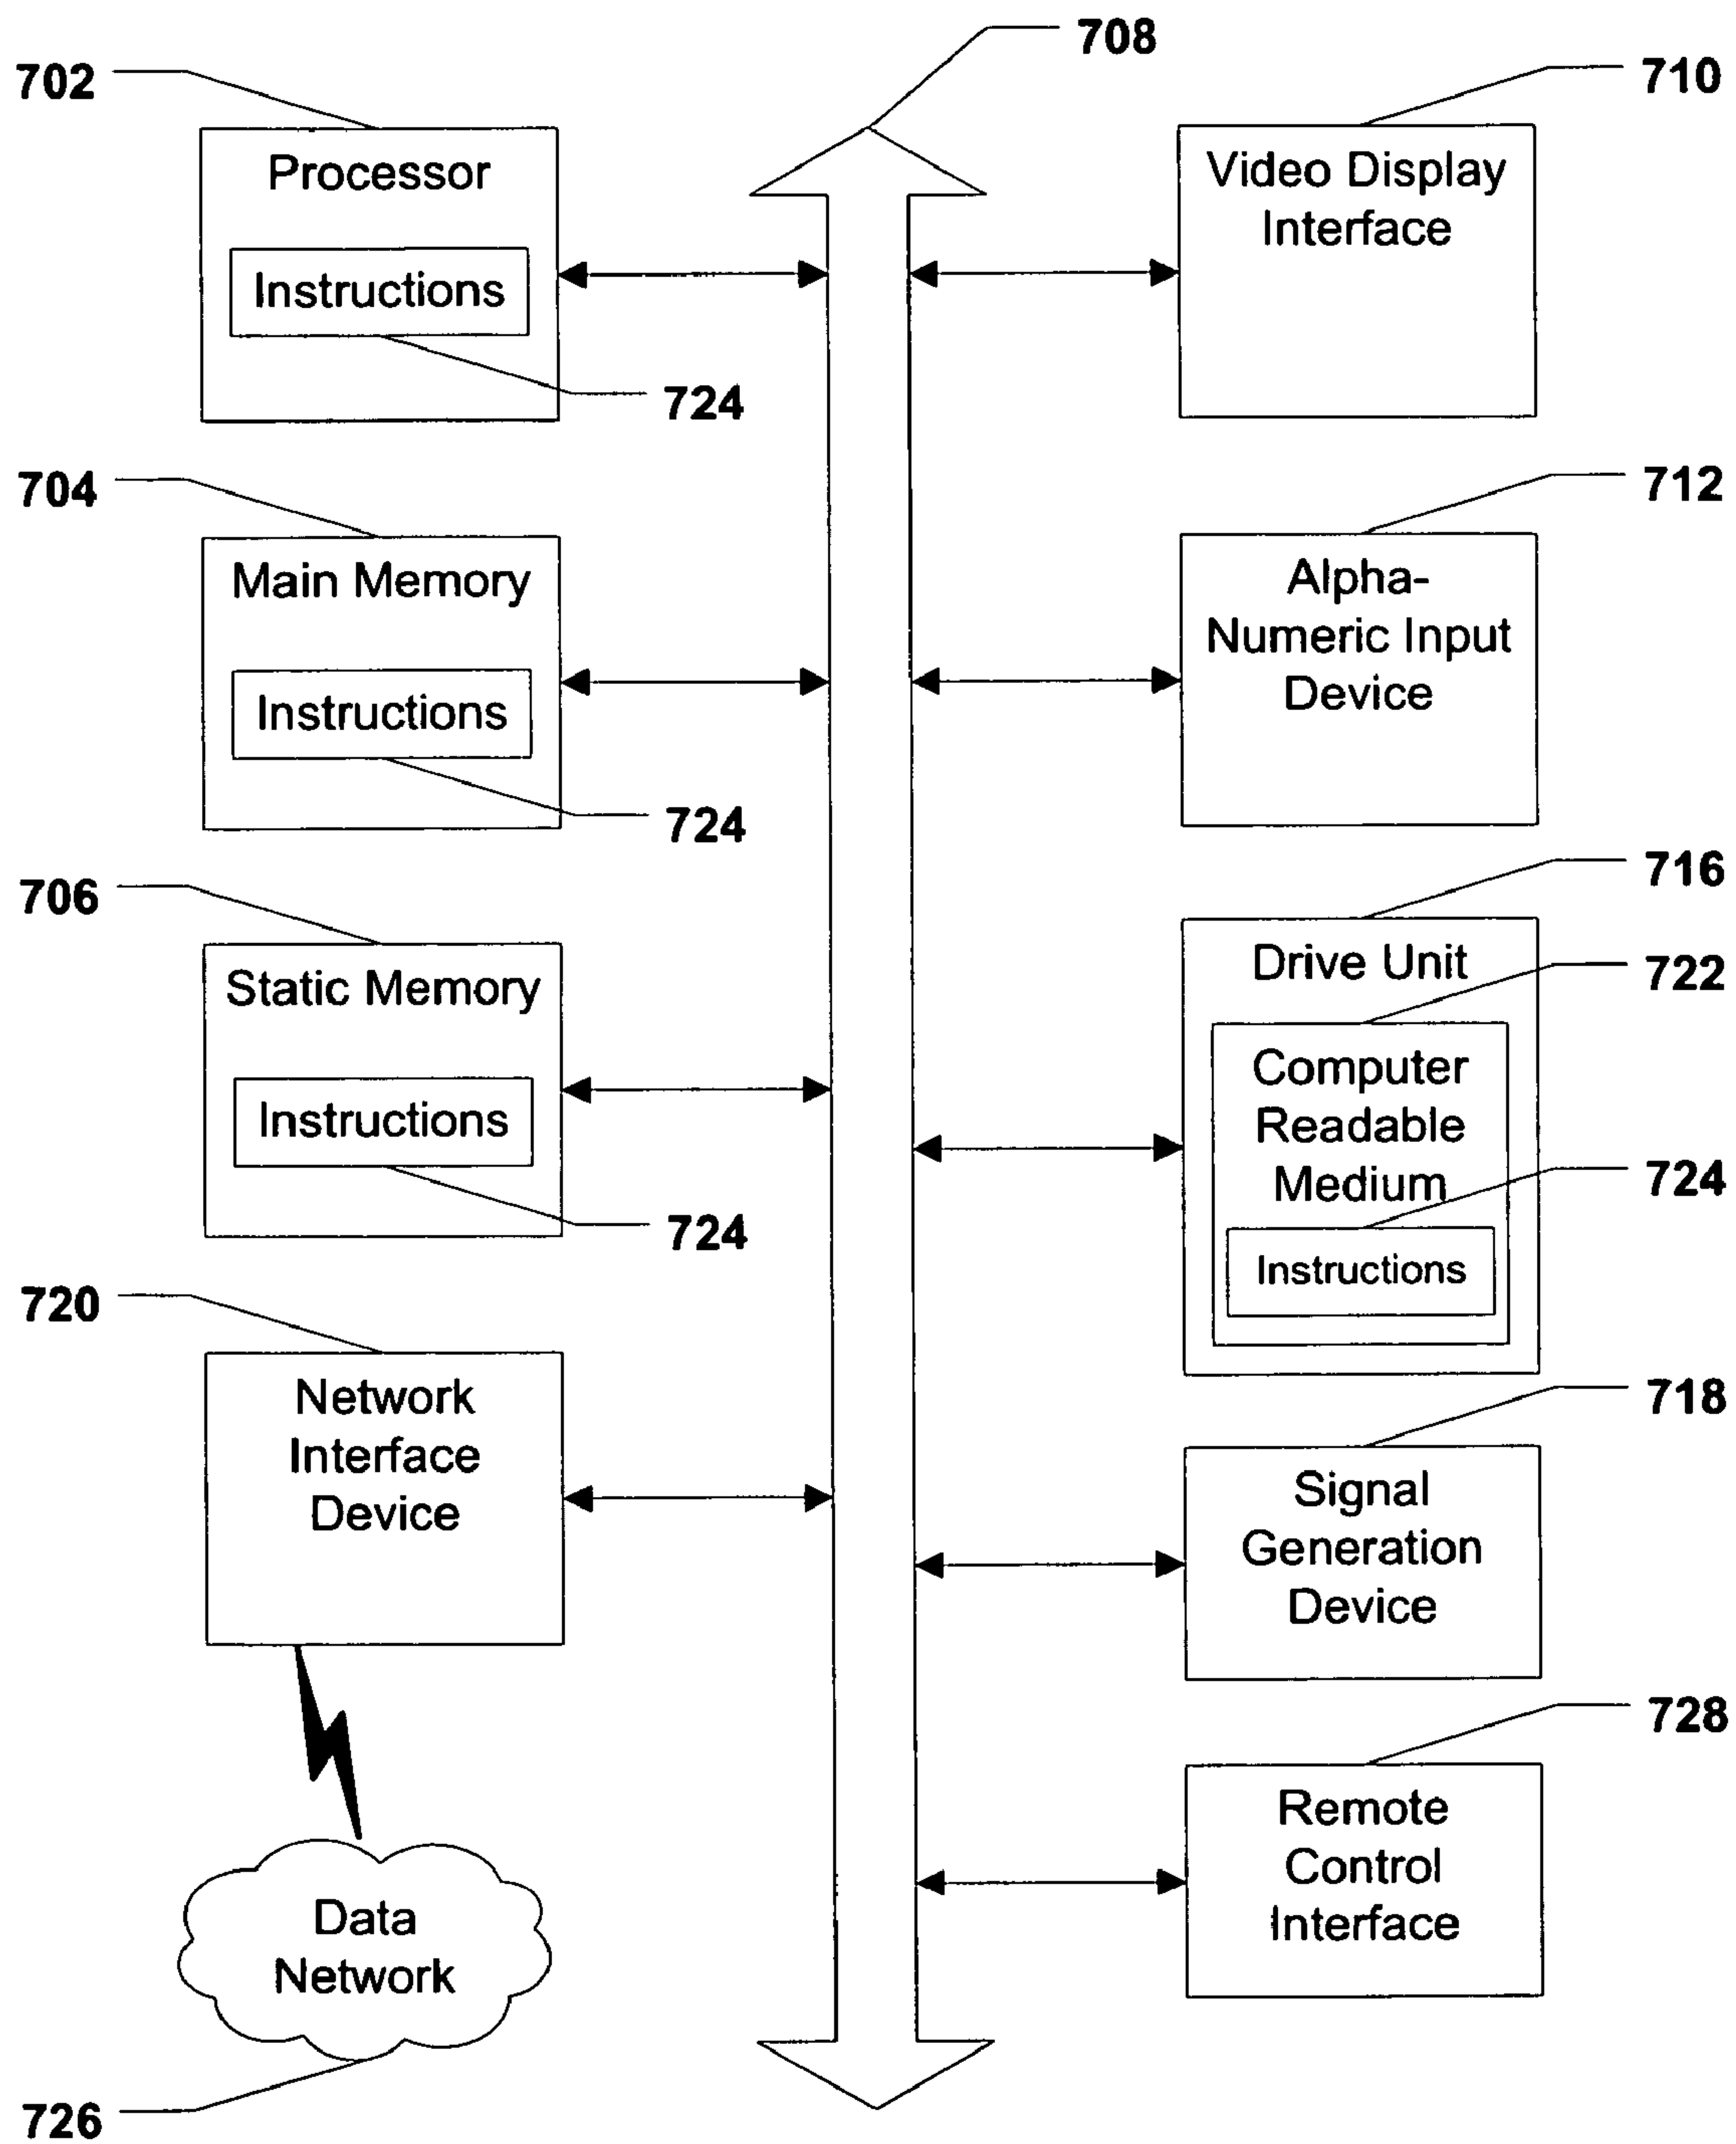 708
702
Processor
Instructions
724
704
Main Memory
Instructions
724
706
Static Memory
Instructions
724
720
Network
Interface
Device
Data
Network
726
710
Video Display
Interface
712
Alpha-
Numeric Input
Device
716
Drive Unit
722
Computer
Readable
Medium
724
Instructions
718
Signal
Generation
Device
728
Remote
Control
Interface